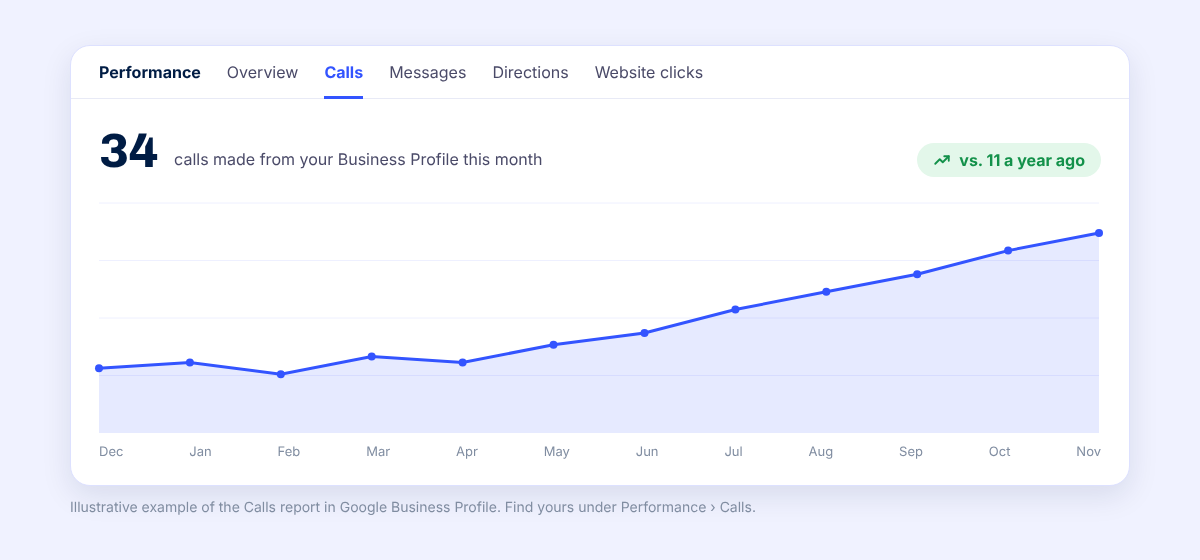 Performance Overview Calls Messages Directions Website clicks
34 calls made from your Business Profile this month
vs. 11 a year ago
Dec Jan Feb Mar Apr May Jun Jul Aug Sep Oct Nov
Illustrative example of the Calls report in Google Business Profile. Find yours under Performance › Calls.